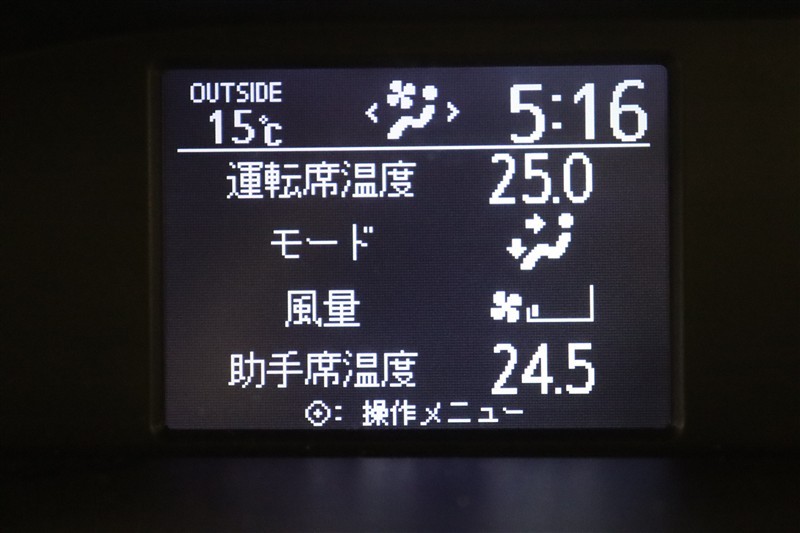 OUTSIDE
15℃
5:16
運転席温度 25.0
モード
風量
助手席温度 24.5
: 操作メニュー